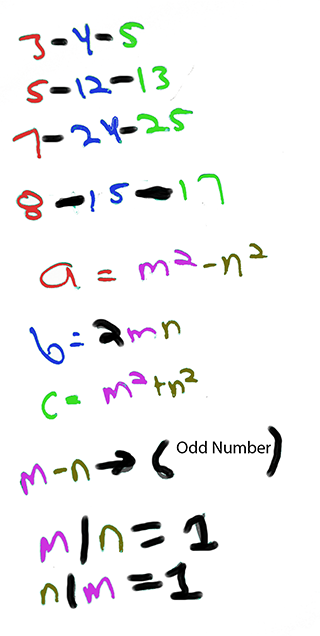 3-4-5
5-12-13
7-24-25
8-15-17
a = m²-n²
b = 2mn
c = m²+n²
m-n→(Odd Number)
m|n=1
n|m=1